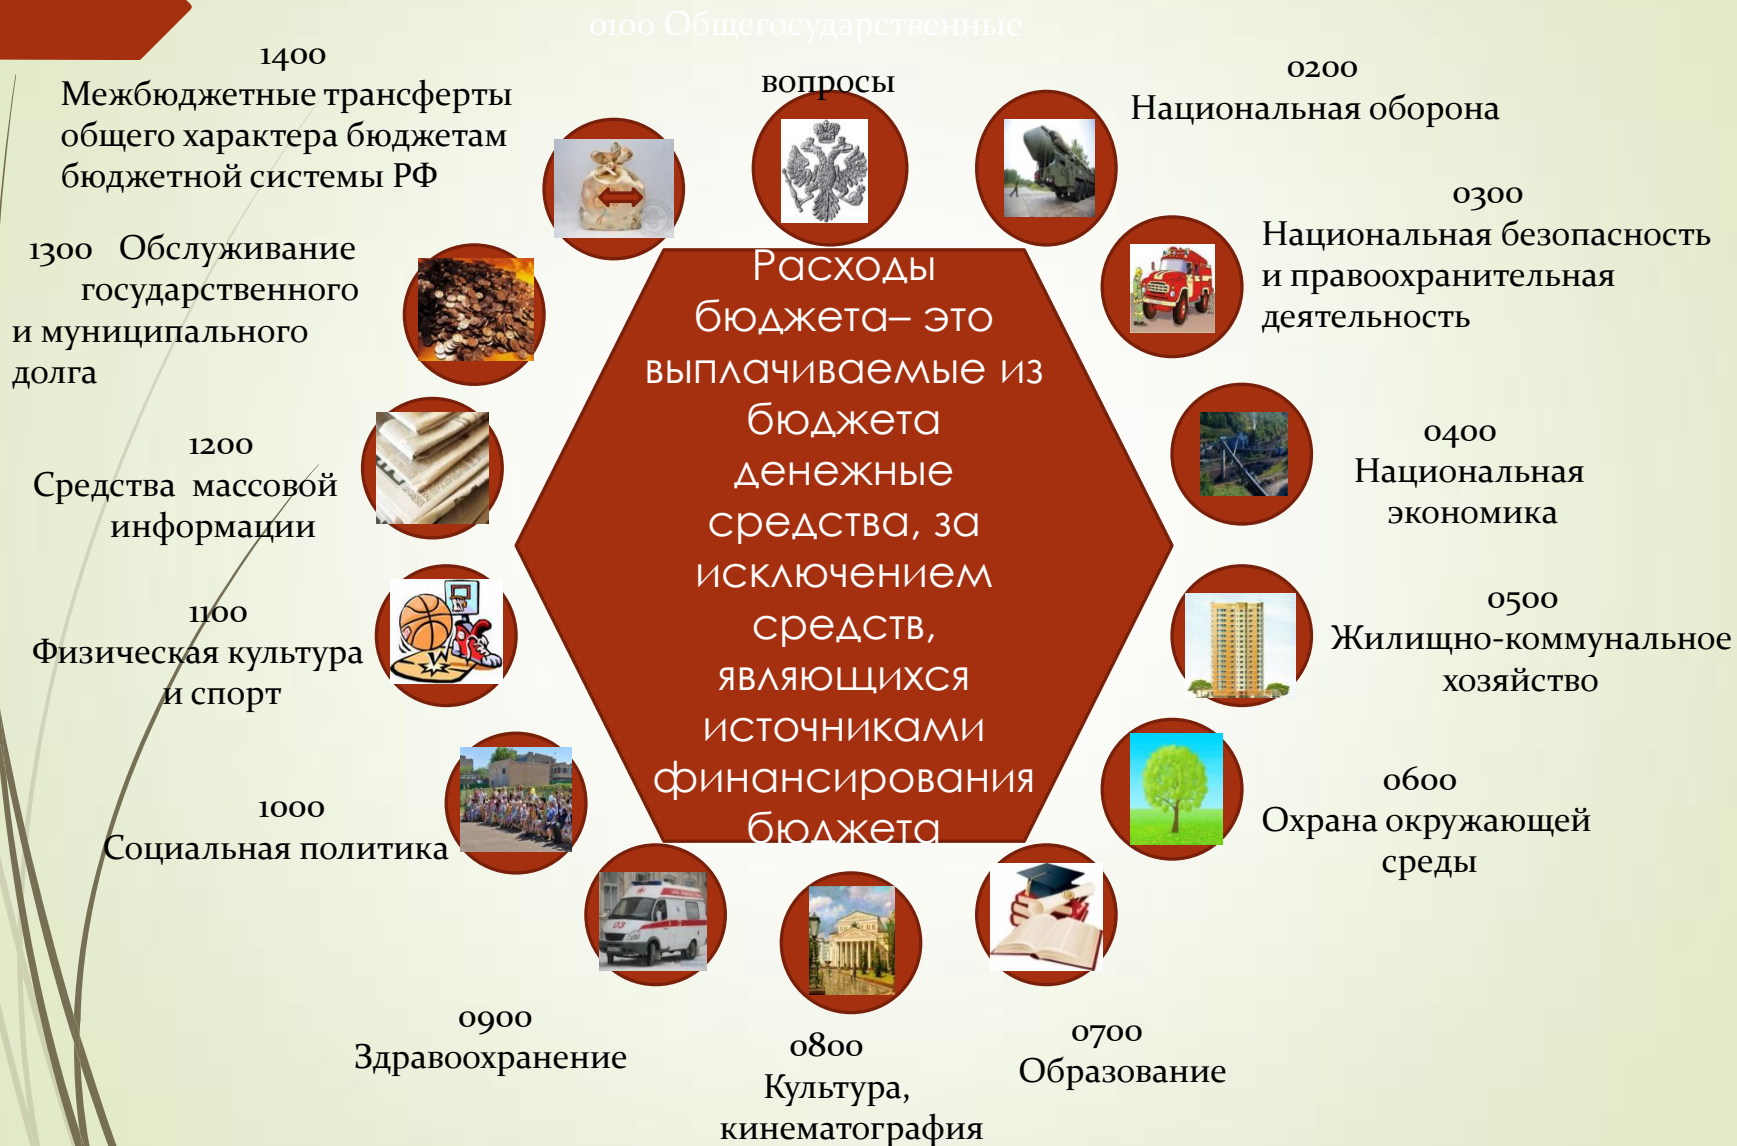 0100 Общегосударственные
вопросы
1400
Межбюджетные трансферты
общего характера бюджетам
бюджетной системы РФ
0200
Национальная оборона
0300
Национальная безопасность
и правоохранительная
деятельность
1300 Обслуживание
государственного
и муниципального
долга
0400
Национальная
экономика
1200
Средства массовой
информации
0500
Жилищно-коммунальное
хозяйство
1100
Физическая культура
и спорт
0600
Охрана окружающей
среды
1000
Социальная политика
0700
Образование
0900
Здравоохранение
0800
Культура,
кинематография
Расходы
бюджета– это
выплачиваемые из
бюджета
денежные
средства, за
исключением
средств,
являющихся
источниками
финансирования
бюджета
03